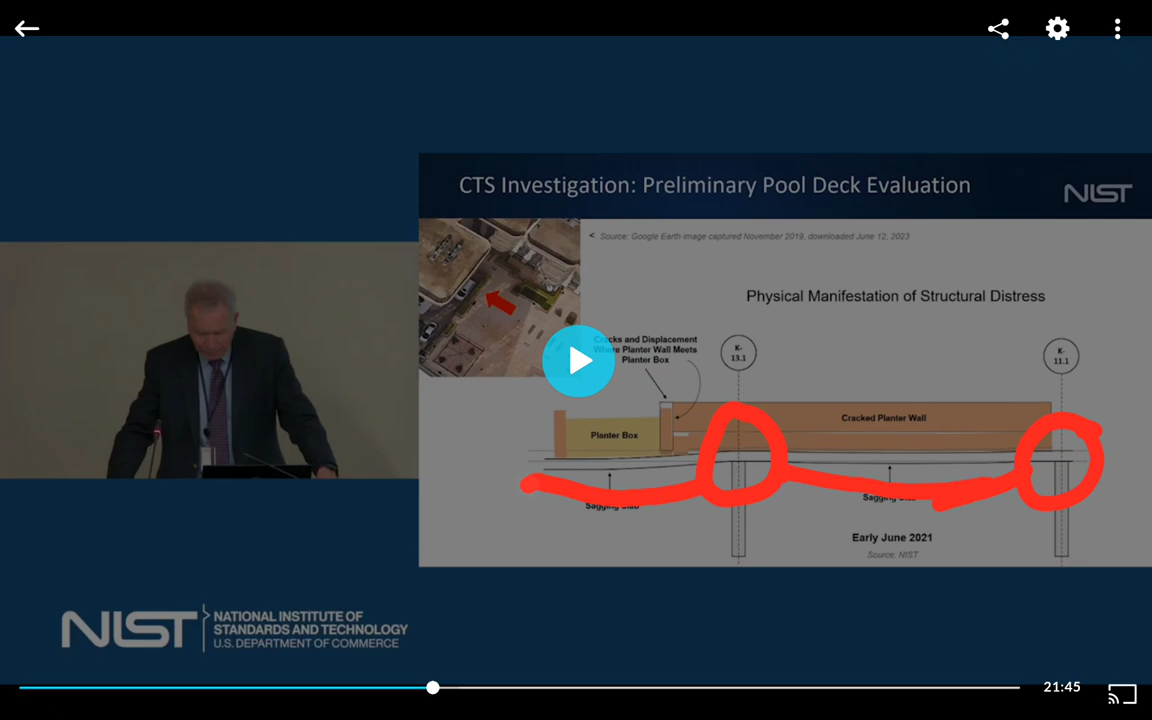 CTS Investigation: Preliminary Pool Deck Evaluation
NIST
< Source: Google Earth image captured November 2019, downloaded June 12, 2023
Physical Manifestation of Structural Distress
Cracks and Displacement
Where Planter Wall Meets
Planter Box
K-
13.1
K-
11.1
Cracked Planter Wall
Planter Box
Sagging Slab
Sagging Slab
Early June 2021
Source: NIST
NIST
NATIONAL INSTITUTE OF
STANDARDS AND TECHNOLOGY
U.S. DEPARTMENT OF COMMERCE
21:45